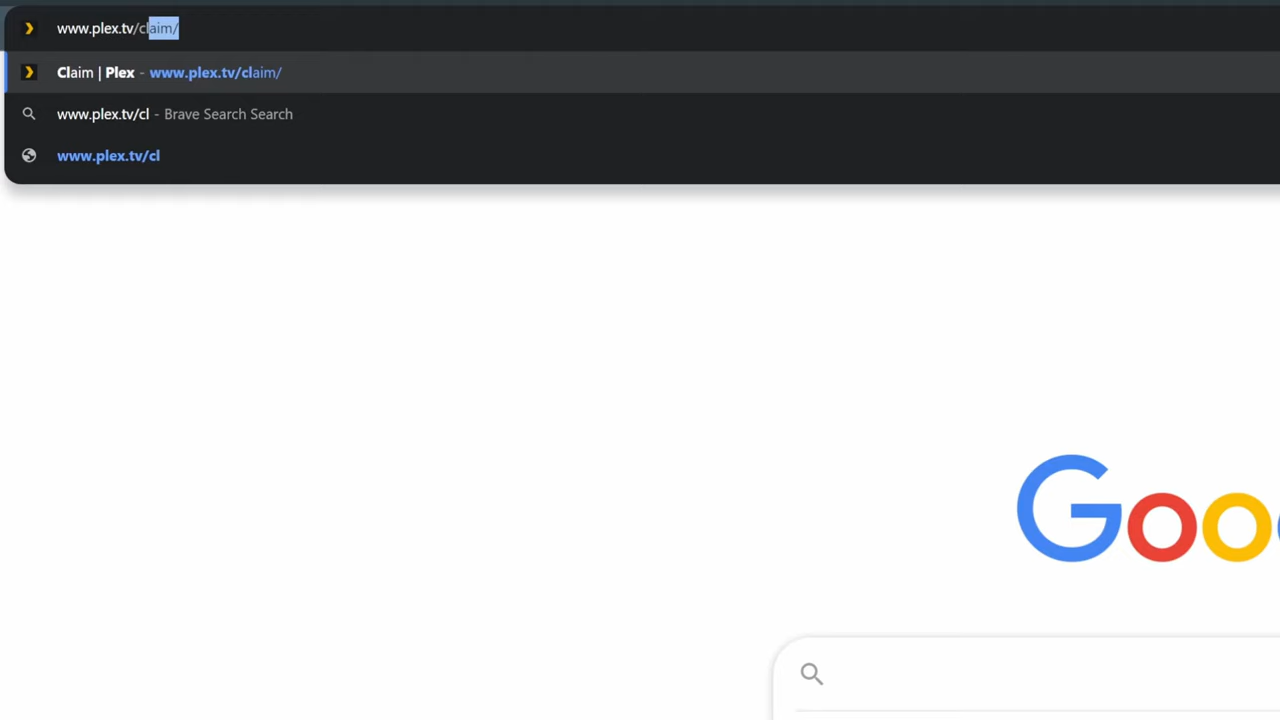 www.plex.tv/claim/
Claim | Plex - www.plex.tv/claim/
www.plex.tv/cl - Brave Search Search
www.plex.tv/cl
Goo